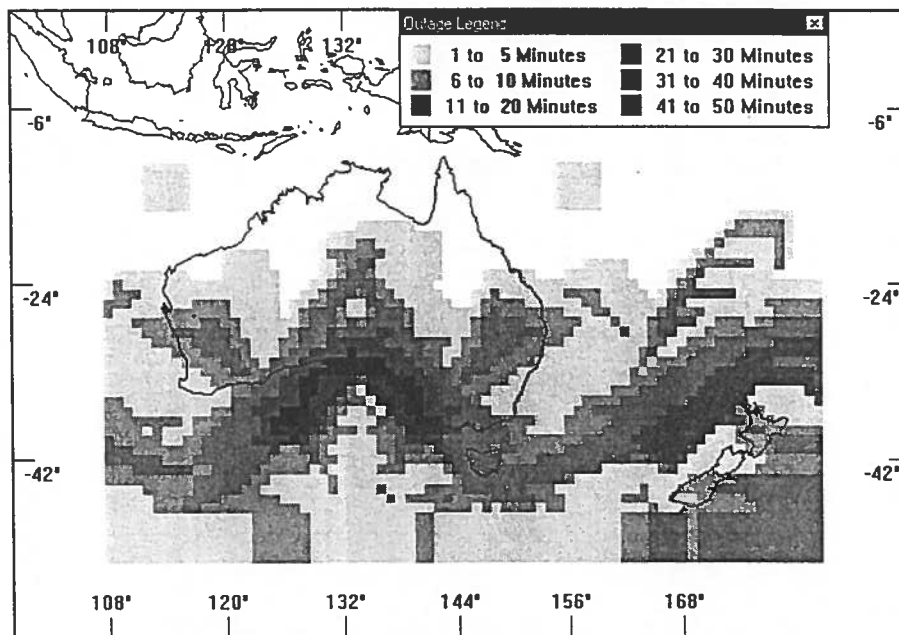 Outage Legend
108° 120° 132°
1 to 5 Minutes 21 to 30 Minutes
6 to 10 Minutes 31 to 40 Minutes
11 to 20 Minutes 41 to 50 Minutes
-6° -6°
-24° -24°
-42° -42°
108° 120° 132° 144° 156° 168°